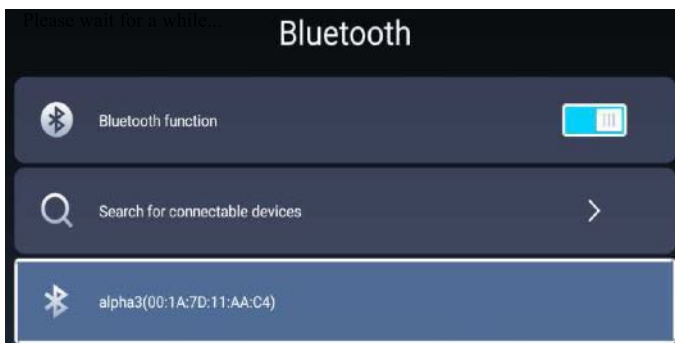 Please wait for a while...
Bluetooth
Bluetooth function
Search for connectable devices
alpha3(00:1A:7D:11:AA:C4)